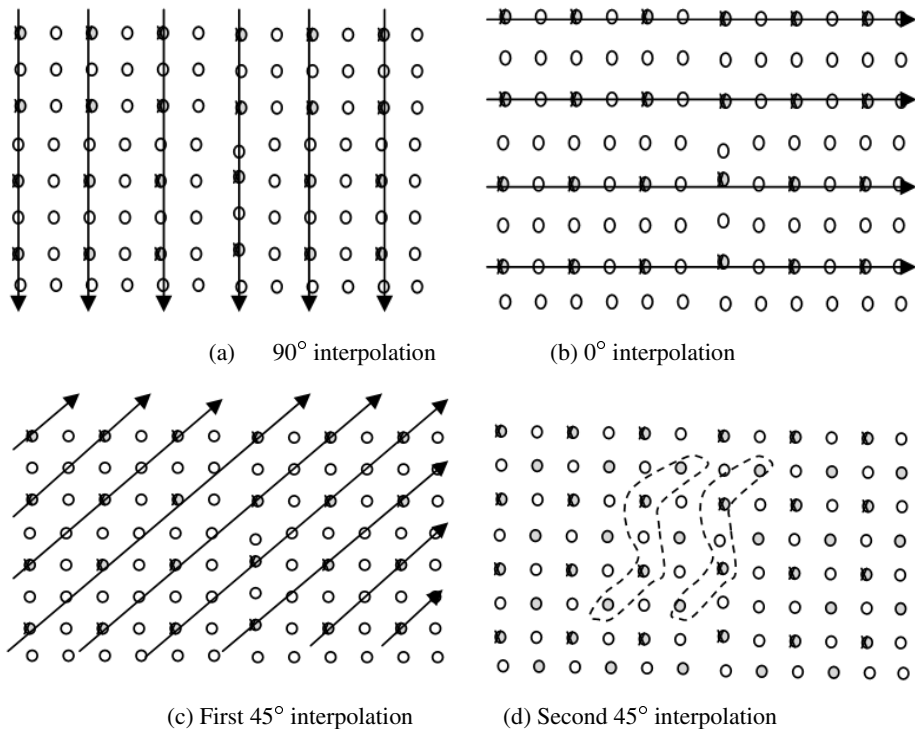 (a) 90° interpolation
(b) 0° interpolation
(c) First 45° interpolation
(d) Second 45° interpolation